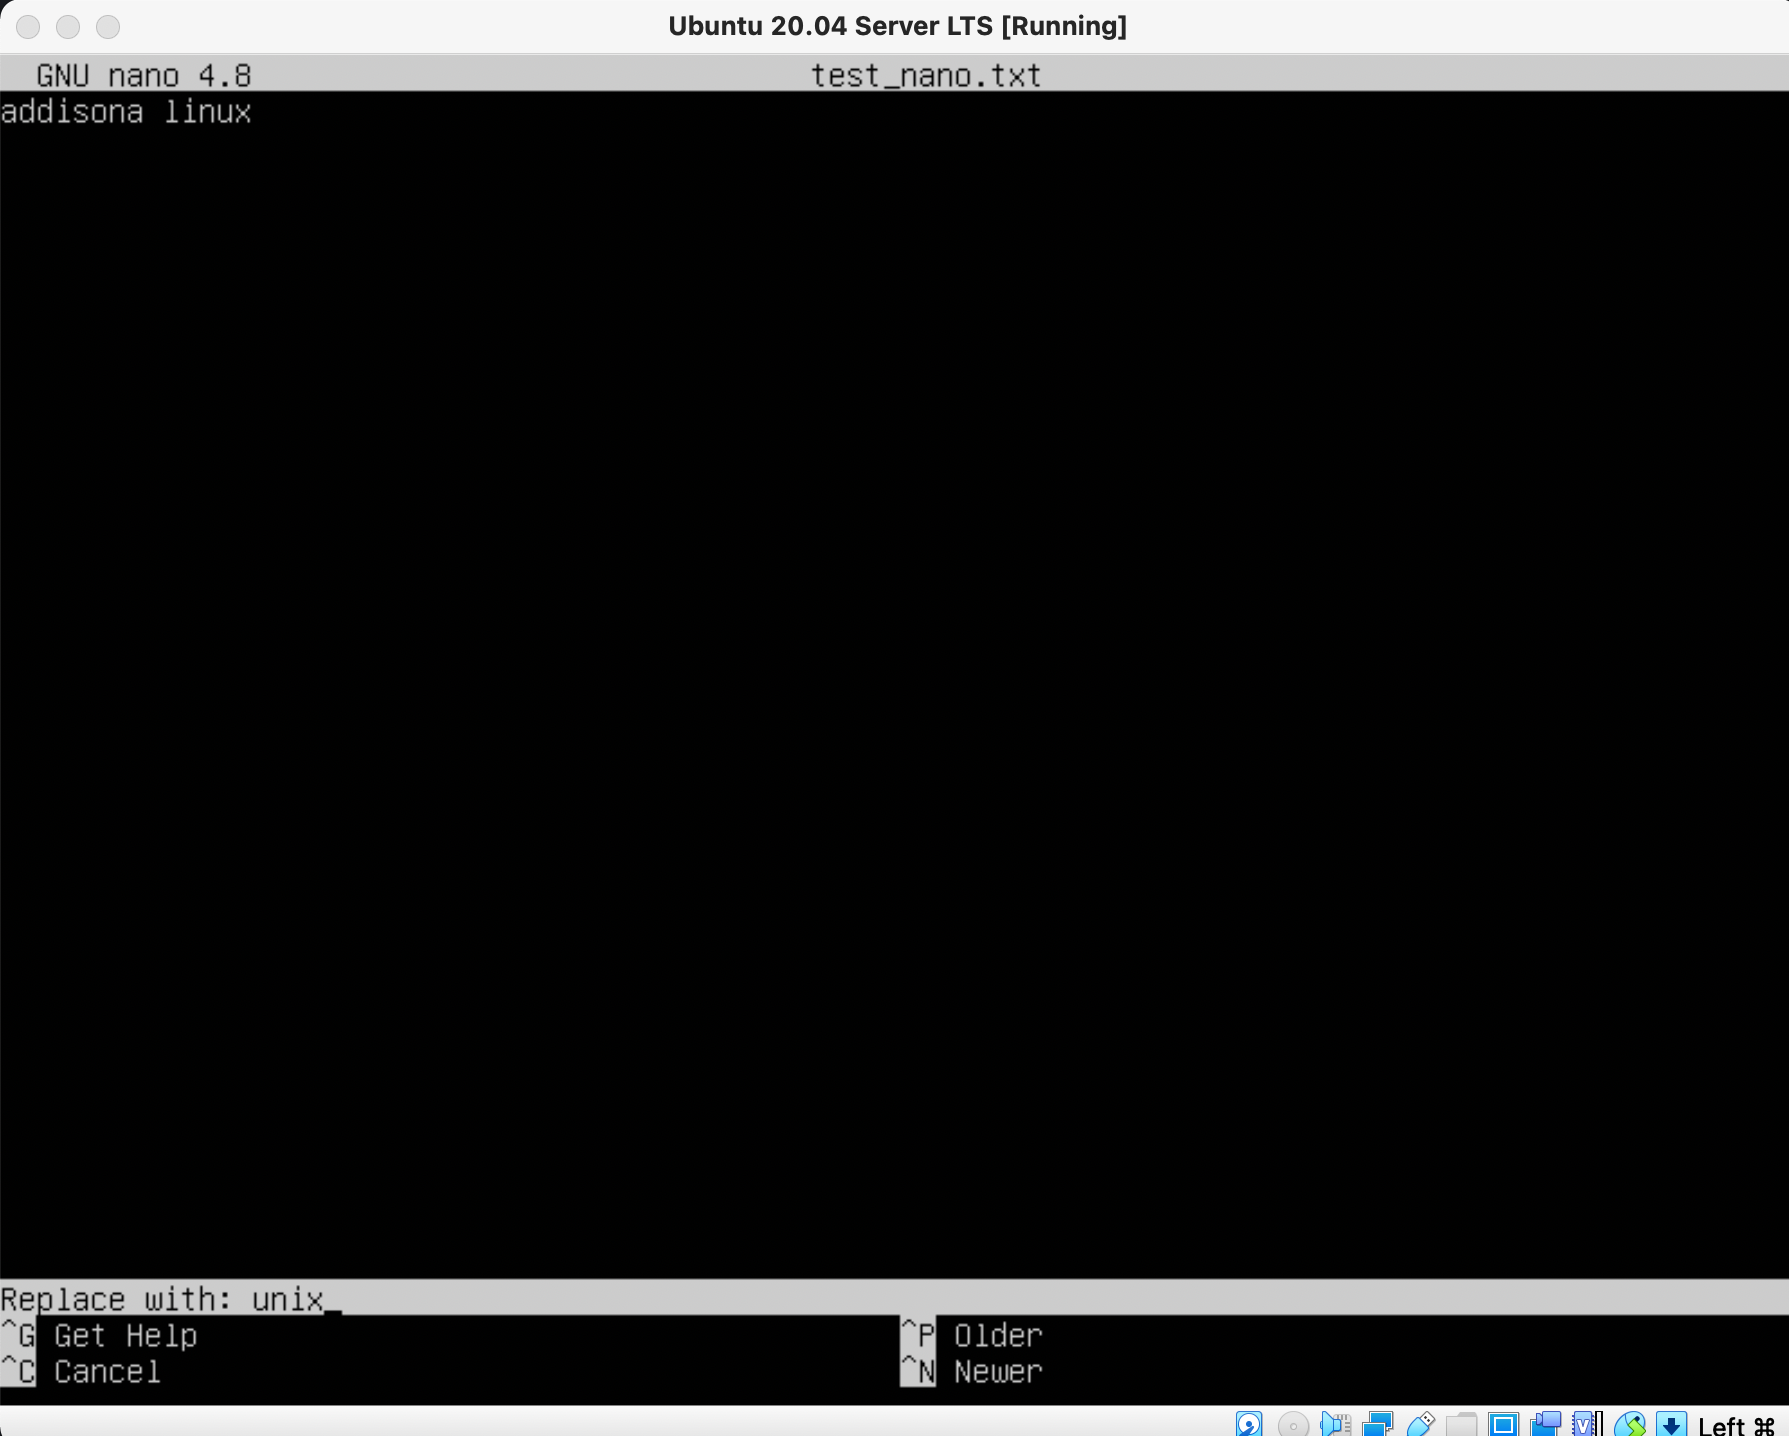 Ubuntu 20.04 Server LTS [Running]
GNU nano 4.8 test_nano.txt
addisona linux
Replace with: unix_
^G Get Help ^P Older
^C Cancel ^N Newer
Left ⌘